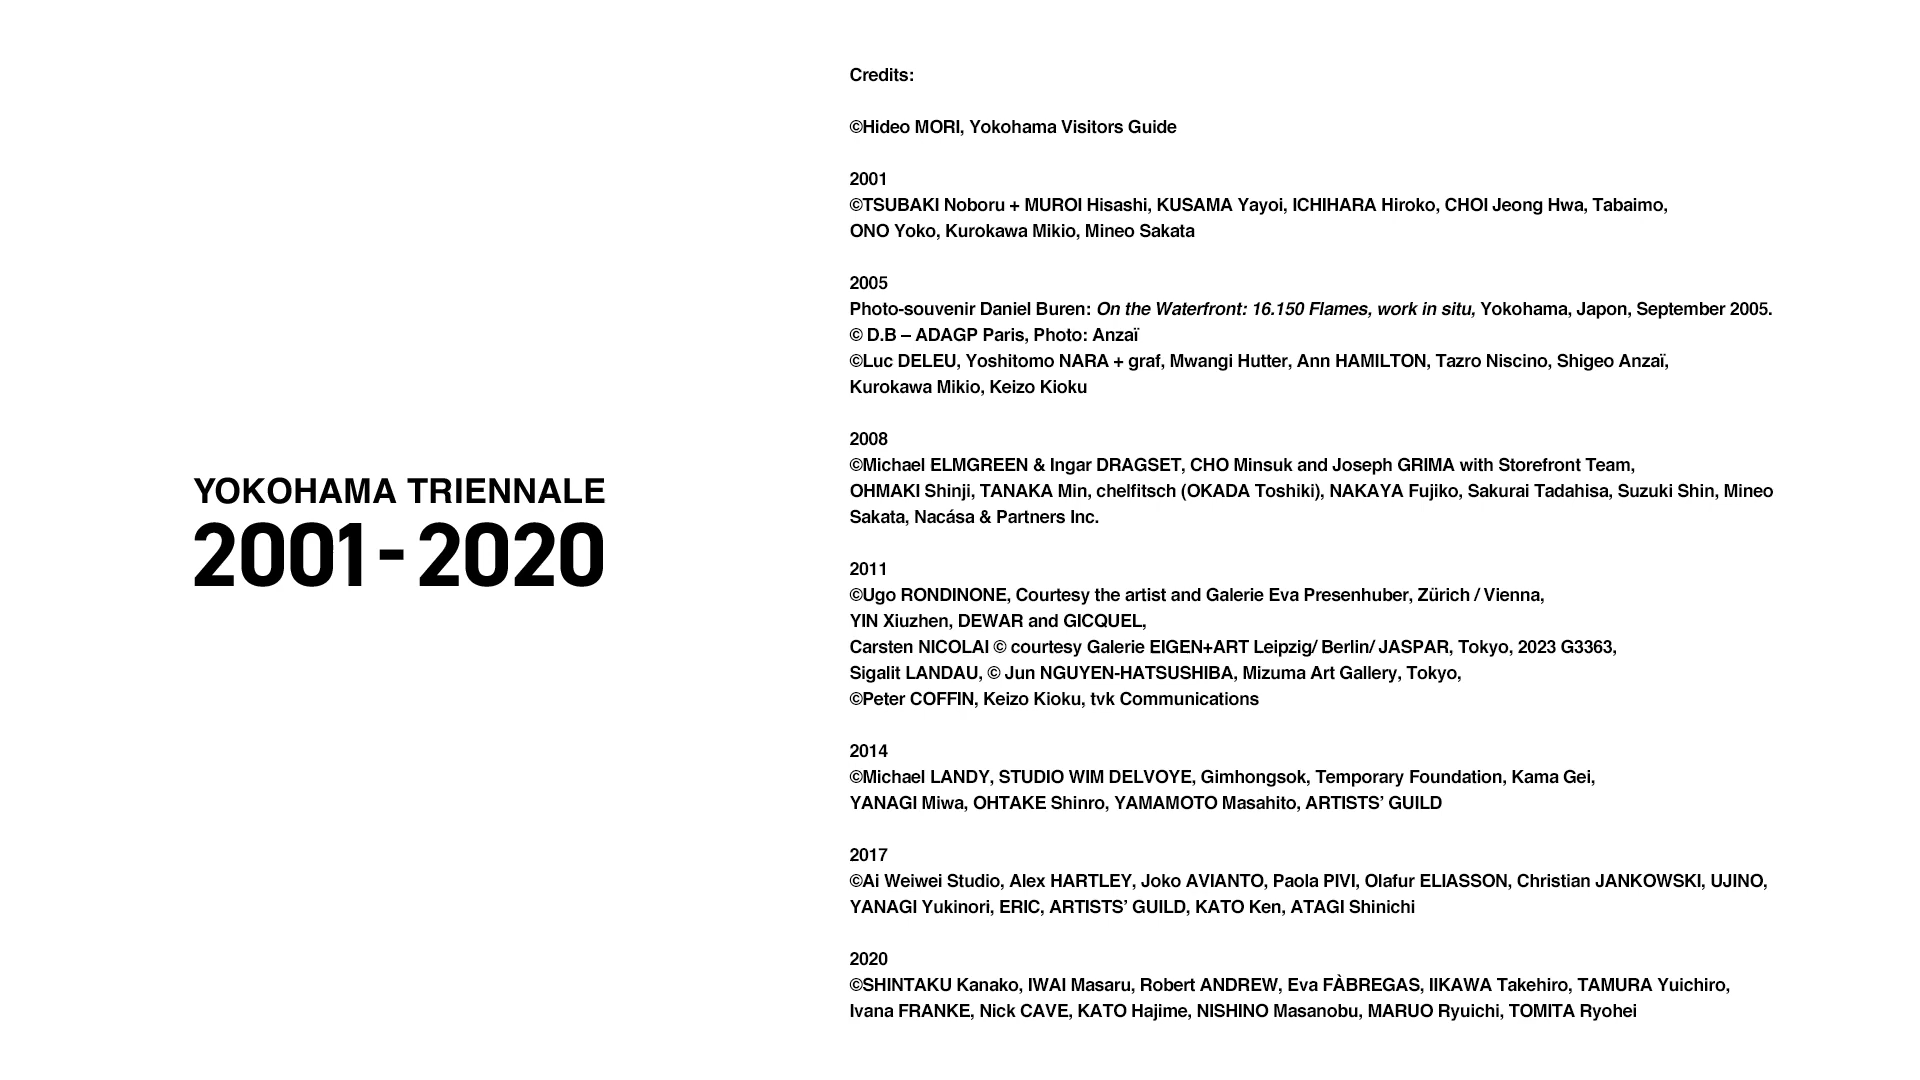 YOKOHAMA TRIENNALE
2001-2020
Credits:
©Hideo MORI, Yokohama Visitors Guide
2001
©TSUBAKI Noboru + MUROI Hisashi, KUSAMA Yayoi, ICHIHARA Hiroko, CHOI Jeong Hwa, Tabaimo,
ONO Yoko, Kurokawa Mikio, Mineo Sakata
2005
Photo-souvenir Daniel Buren: On the Waterfront: 16.150 Flames, work in situ, Yokohama, Japon, September 2005.
© D.B – ADAGP Paris, Photo: Anzaï
©Luc DELEU, Yoshitomo NARA + graf, Mwangi Hutter, Ann HAMILTON, Tazro Niscino, Shigeo Anzaï,
Kurokawa Mikio, Keizo Kioku
2008
©Michael ELMGREEN & Ingar DRAGSET, CHO Minsuk and Joseph GRIMA with Storefront Team,
OHMAKI Shinji, TANAKA Min, chelfitsch (OKADA Toshiki), NAKAYA Fujiko, Sakurai Tadahisa, Suzuki Shin, Mineo
Sakata, Nacása & Partners Inc.
2011
©Ugo RONDINONE, Courtesy the artist and Galerie Eva Presenhuber, Zürich / Vienna,
YIN Xiuzhen, DEWAR and GICQUEL,
Carsten NICOLAI © courtesy Galerie EIGEN+ART Leipzig/ Berlin/ JASPAR, Tokyo, 2023 G3363,
Sigalit LANDAU, © Jun NGUYEN-HATSUSHIBA, Mizuma Art Gallery, Tokyo,
©Peter COFFIN, Keizo Kioku, tvk Communications
2014
©Michael LANDY, STUDIO WIM DELVOYE, Gimhongsok, Temporary Foundation, Kama Gei,
YANAGI Miwa, OHTAKE Shinro, YAMAMOTO Masahito, ARTISTS’ GUILD
2017
©Ai Weiwei Studio, Alex HARTLEY, Joko AVIANTO, Paola PIVI, Olafur ELIASSON, Christian JANKOWSKI, UJINO,
YANAGI Yukinori, ERIC, ARTISTS’ GUILD, KATO Ken, ATAGI Shinichi
2020
©SHINTAKU Kanako, IWAI Masaru, Robert ANDREW, Eva FÀBREGAS, IIKAWA Takehiro, TAMURA Yuichiro,
Ivana FRANKE, Nick CAVE, KATO Hajime, NISHINO Masanobu, MARUO Ryuichi, TOMITA Ryohei